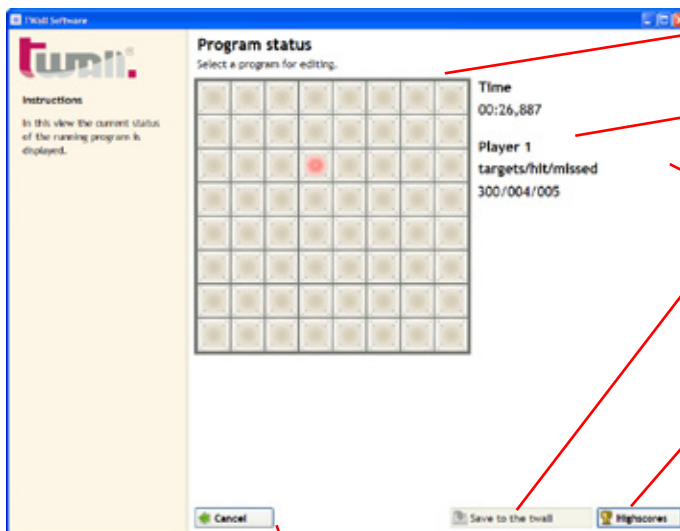 TWall Software
twall.
Instructions
In this view the current status
of the running program is
displayed.
Program status
Select a program for editing.
Time
00:26,887
Player 1
targets/hit/missed
300/004/005
Cancel
Save to the twall
Highscores